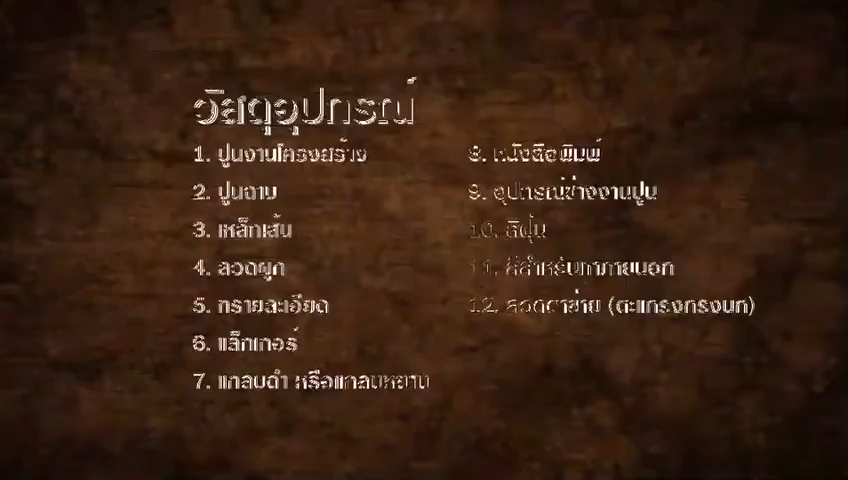 วัสดุอุปกรณ์
1. ปูนงานโครงสร้าง
2. ปูนฉาบ
3. เหล็กเส้น
4. ลวดผูก
5. ทรายละเอียด
6. แล็กเกอร์
7. แกลบดำ หรือแกลบหยาบ
8. หนังสือพิมพ์
9. อุปกรณ์ช่างงานปูน
10. สีฝุ่น
11. สีสำหรับทาภายนอก
12. ลวดตาข่าย (ตะแกรงกรงนก)